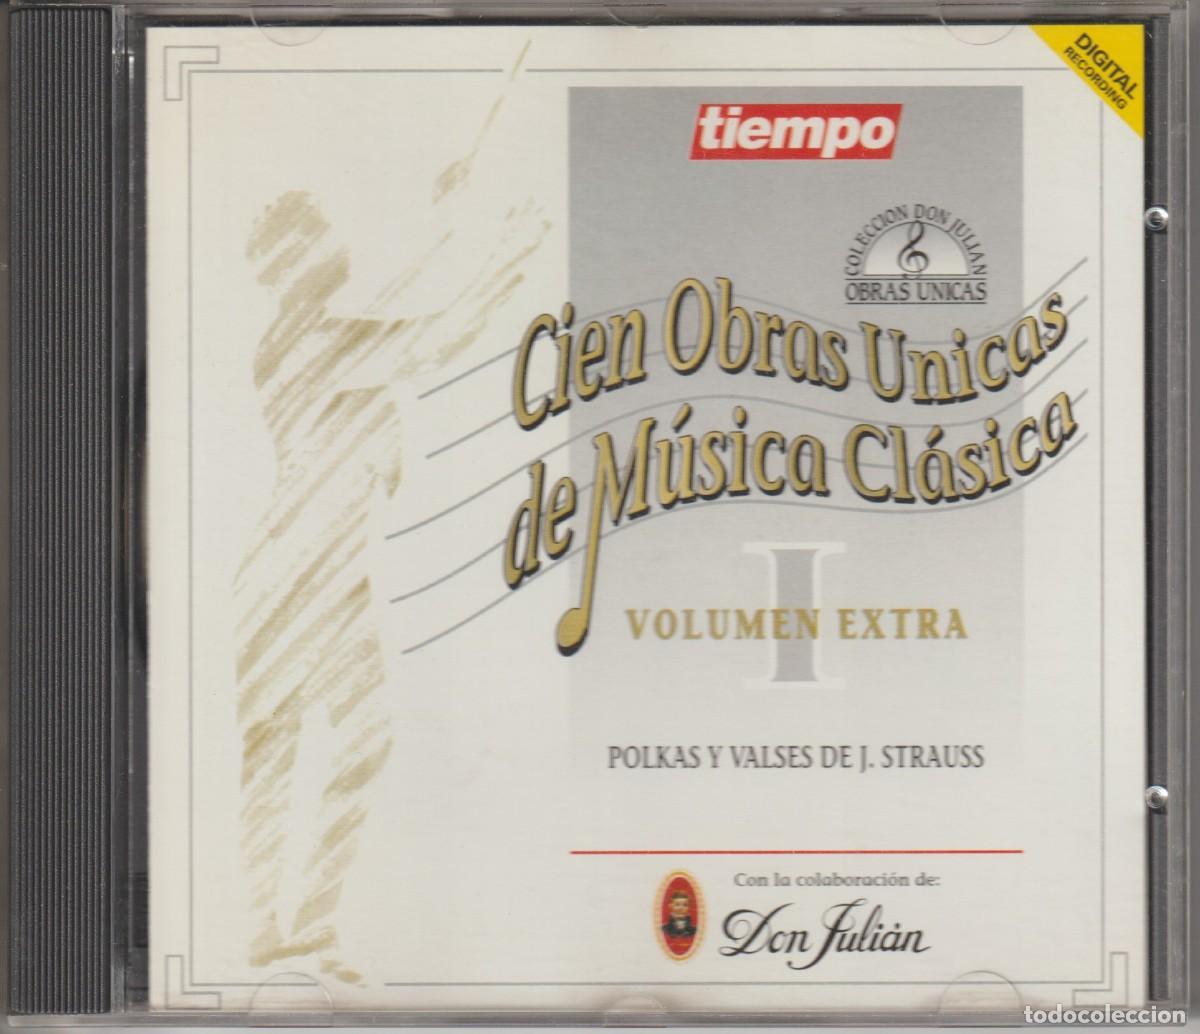 DIGITAL
RECORDING
tiempo
COLECCION DON JULIAN
OBRAS UNICAS
Cien Obras Unicas
de Música Clásica
I
VOLUMEN EXTRA
POLKAS Y VALSES DE J. STRAUSS
Con la colaboración de:
Don Julián
todocoleccion